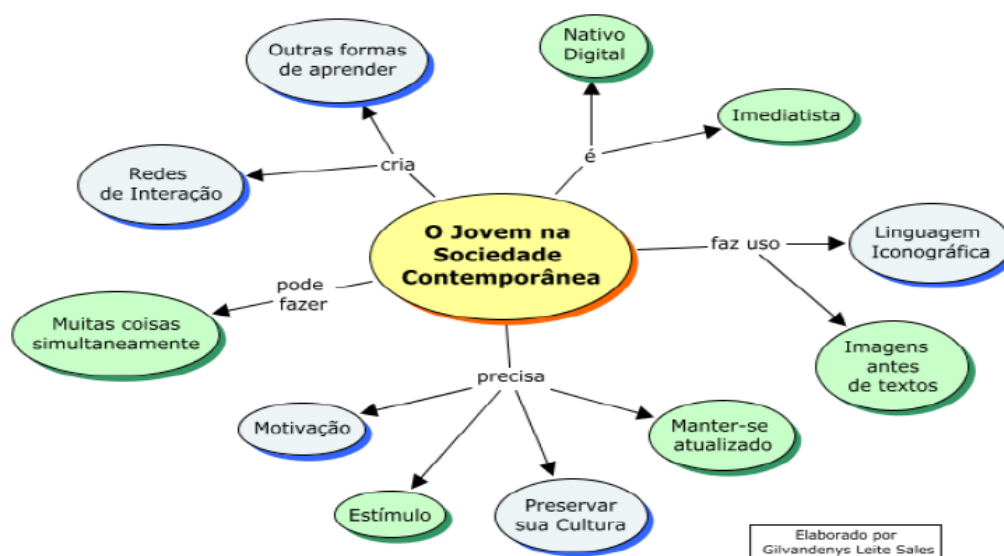 Outras formas
de aprender
Nativo
Digital
Imediatista
cria
é
Redes
de Interação
O Jovem na
Sociedade
Contemporânea
faz uso
Linguagem
Iconográfica
pode
fazer
Muitas coisas
simultaneamente
Imagens
antes
de textos
precisa
Motivação
Manter-se
atualizado
Estímulo
Preservar
sua Cultura
Elaborado por
Gilvandenys Leite Sales